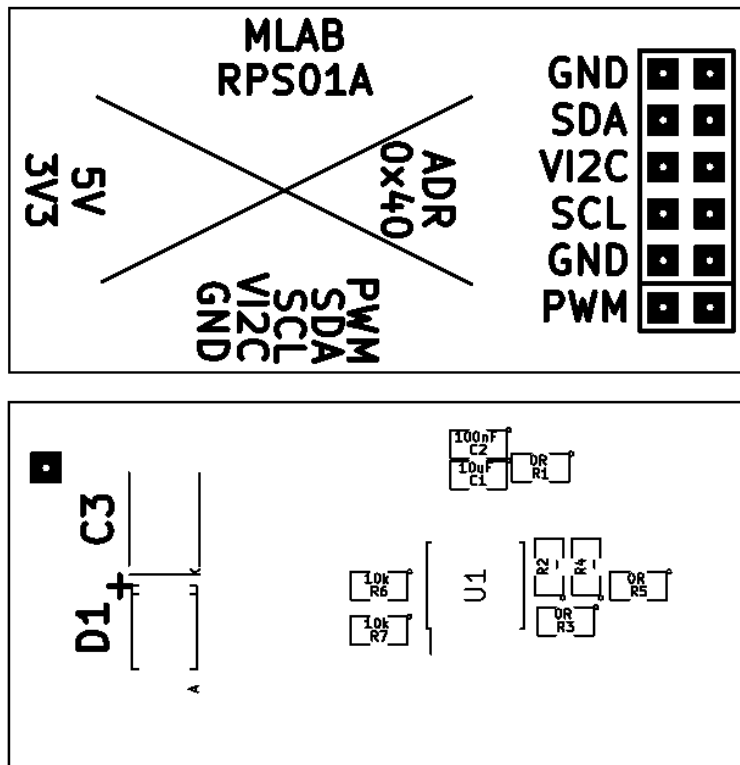 MLAB
RPS01A
GND
SDA
VI2C
SCL
GND
PWM
5V
3V3
ADR
0x40
PWM
SDA
SCL
VI2C
GND
100nF
C2
10uF
C1
0R
R1
C3
K
+
D1
A
10k
R6
10k
R7
U1
R2
-
R4
-
0R
R5
0R
R3